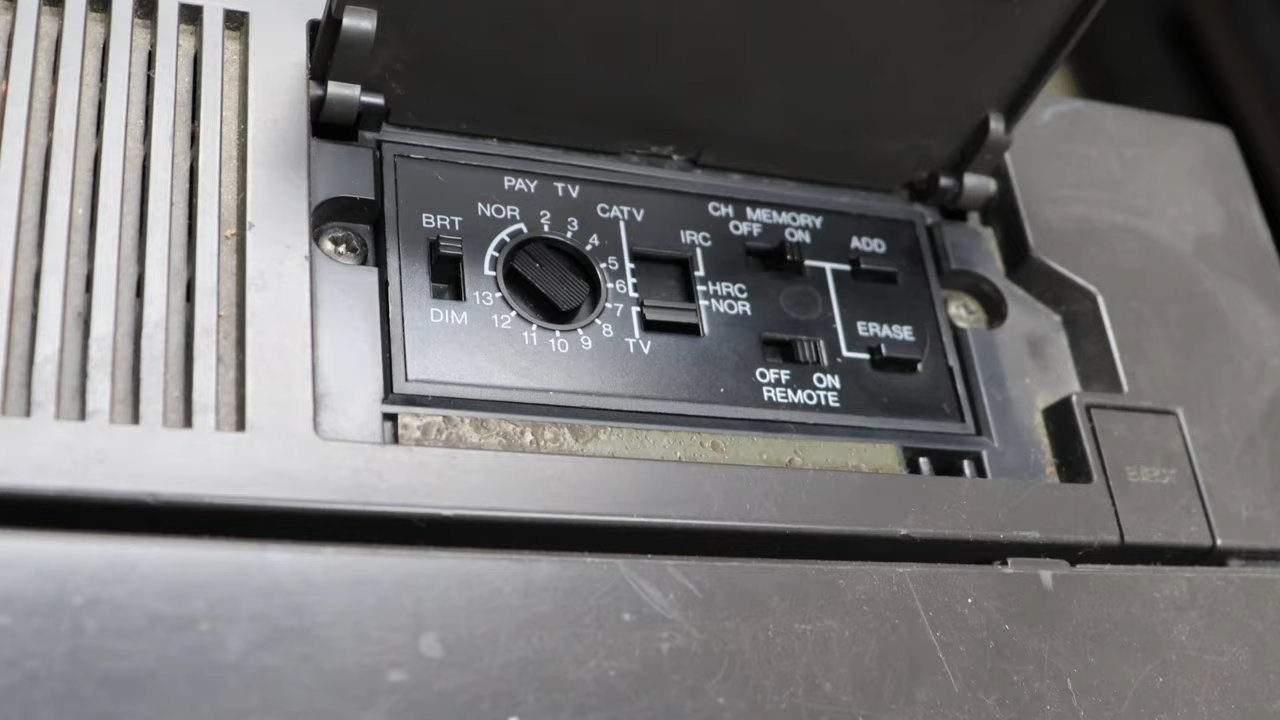 PAY TV
BRT
NOR
2
3
4
5
6
7
8
9
10
11
12
13
DIM
CATV
IRC
HRC
NOR
TV
CH MEMORY
OFF ON
ADD
ERASE
OFF ON
REMOTE
EJECT